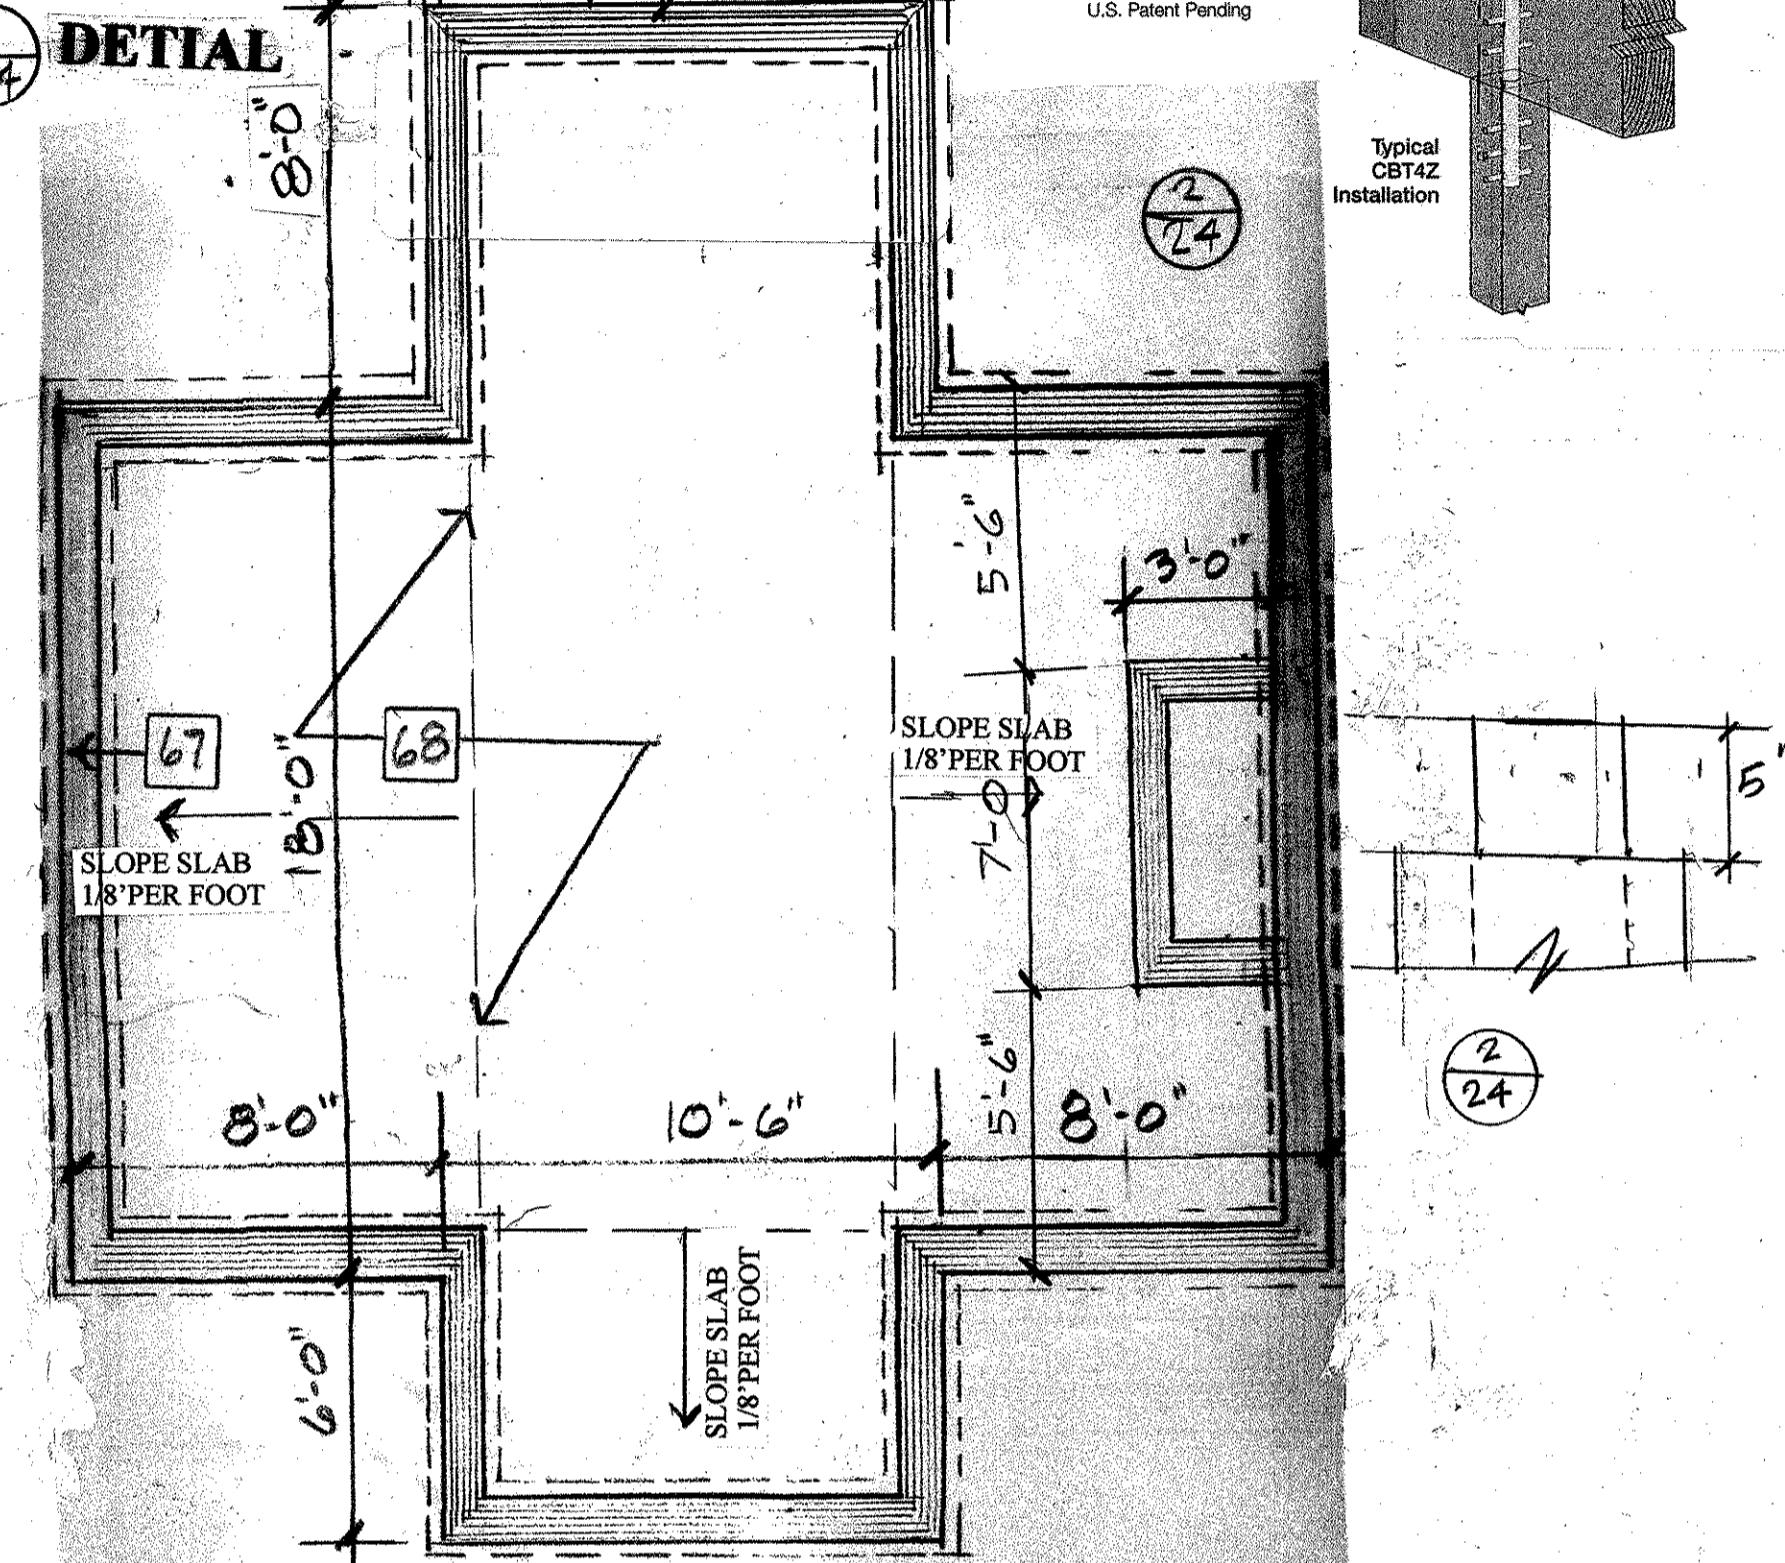 U.S. Patent Pending
DETIAL
8'-0"
Typical
CBT4Z
Installation
2
24
5'-6"
3'-0"
67
68
18'-0"
SLOPE SLAB
1/8'PER FOOT
7'-0
5"
SLOPE SLAB
1/8'PER FOOT
2
24
8'-0"
10'-6"
5'-6"
8'-0"
6'-0"
SLOPE SLAB
1/8'PER FOOT